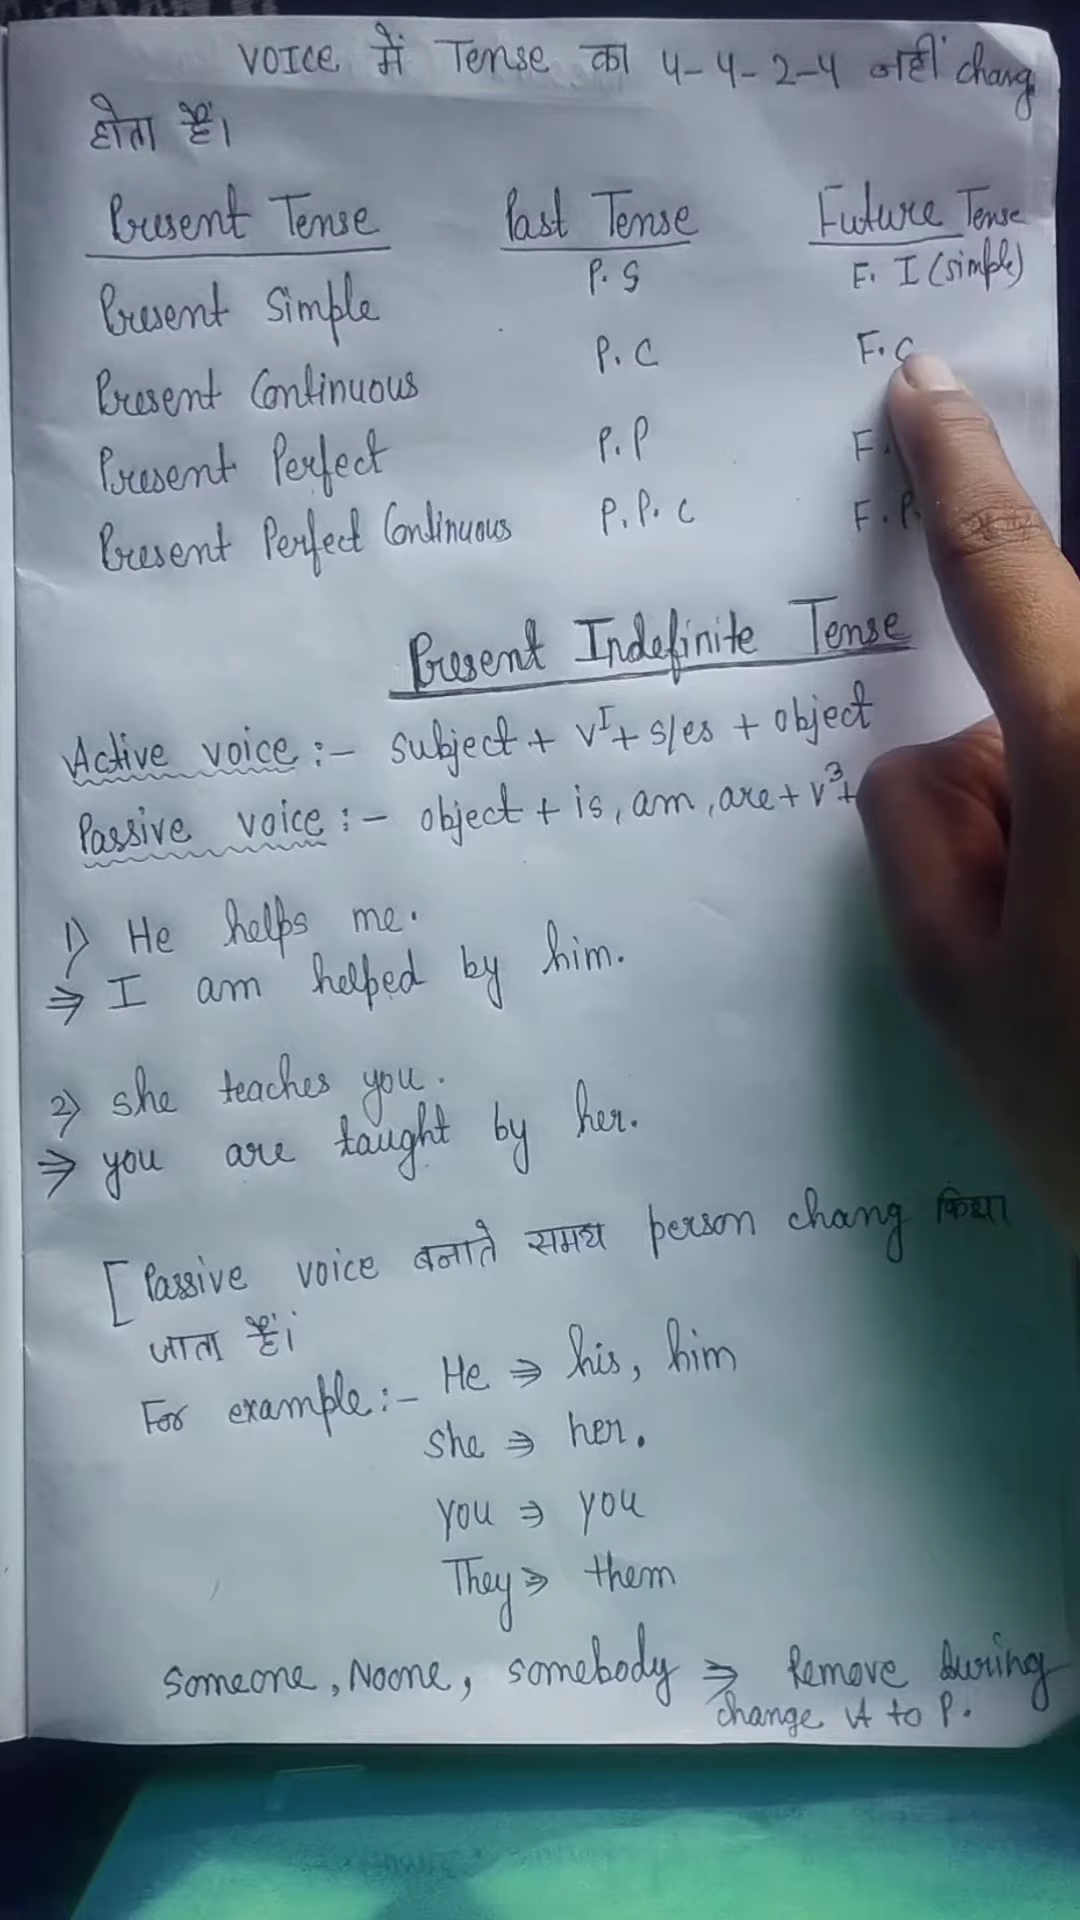 VOICE में Tense का 4-4-2-4 नहीं chang
होता हैं।
Present Tense Past Tense Future Tense
Present Simple P.S F. I (simple)
Present Continuous P.C F.C
Present Perfect P.P F.
Present Perfect Continuous P.P.C F.P.
Present Indefinite Tense
Active voice :- subject + v¹ + s/es + object
Passive voice :- object + is, am, are + v³+
1) He helps me.
⇒ I am helped by him.
2) she teaches you.
⇒ you are taught by her.
[Passive voice बनाते समय person chang किया
जाता हैं।
For example :- He ⇒ his, him
she ⇒ her.
you ⇒ you
They ⇒ them
someone, Noone, somebody ⇒ Remove during
change A to P.